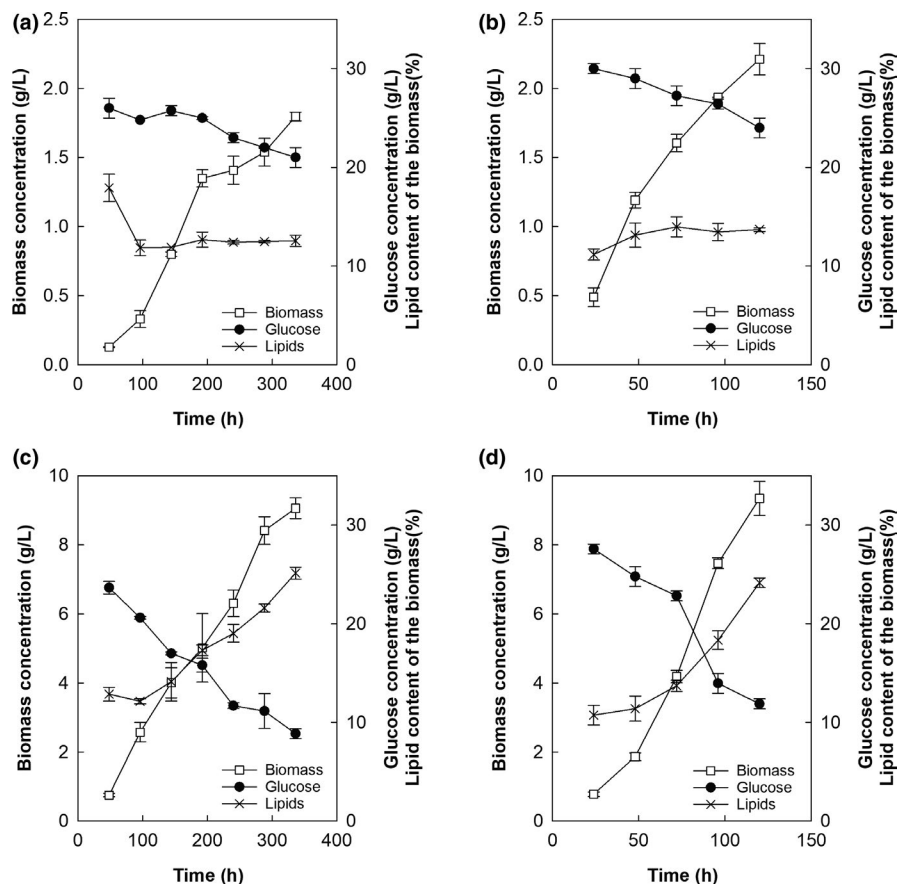 (a)
2.5
2.0
1.5
1.0
0.5
0.0
Biomass concentration (g/L)
30
20
10
0
Glucose concentration (g/L)
Lipid content of the biomass(%)
Biomass
Glucose
Lipids
0 100 200 300 400
Time (h)
(b)
2.5
2.0
1.5
1.0
0.5
0.0
Biomass concentration (g/L)
30
20
10
0
Glucose concentration (g/L)
Lipid content of the biomass(%)
Biomass
Glucose
Lipids
0 50 100 150
Time (h)
(c)
10
8
6
4
2
0
Biomass concentration (g/L)
30
20
10
0
Glucose concentration (g/L)
Lipid content of the biomass(%)
Biomass
Glucose
Lipids
0 100 200 300 400
Time (h)
(d)
10
8
6
4
2
0
Biomass concentration (g/L)
30
20
10
0
Glucose concentration (g/L)
Lipid content of the biomass(%)
Biomass
Glucose
Lipids
0 50 100 150
Time (h)